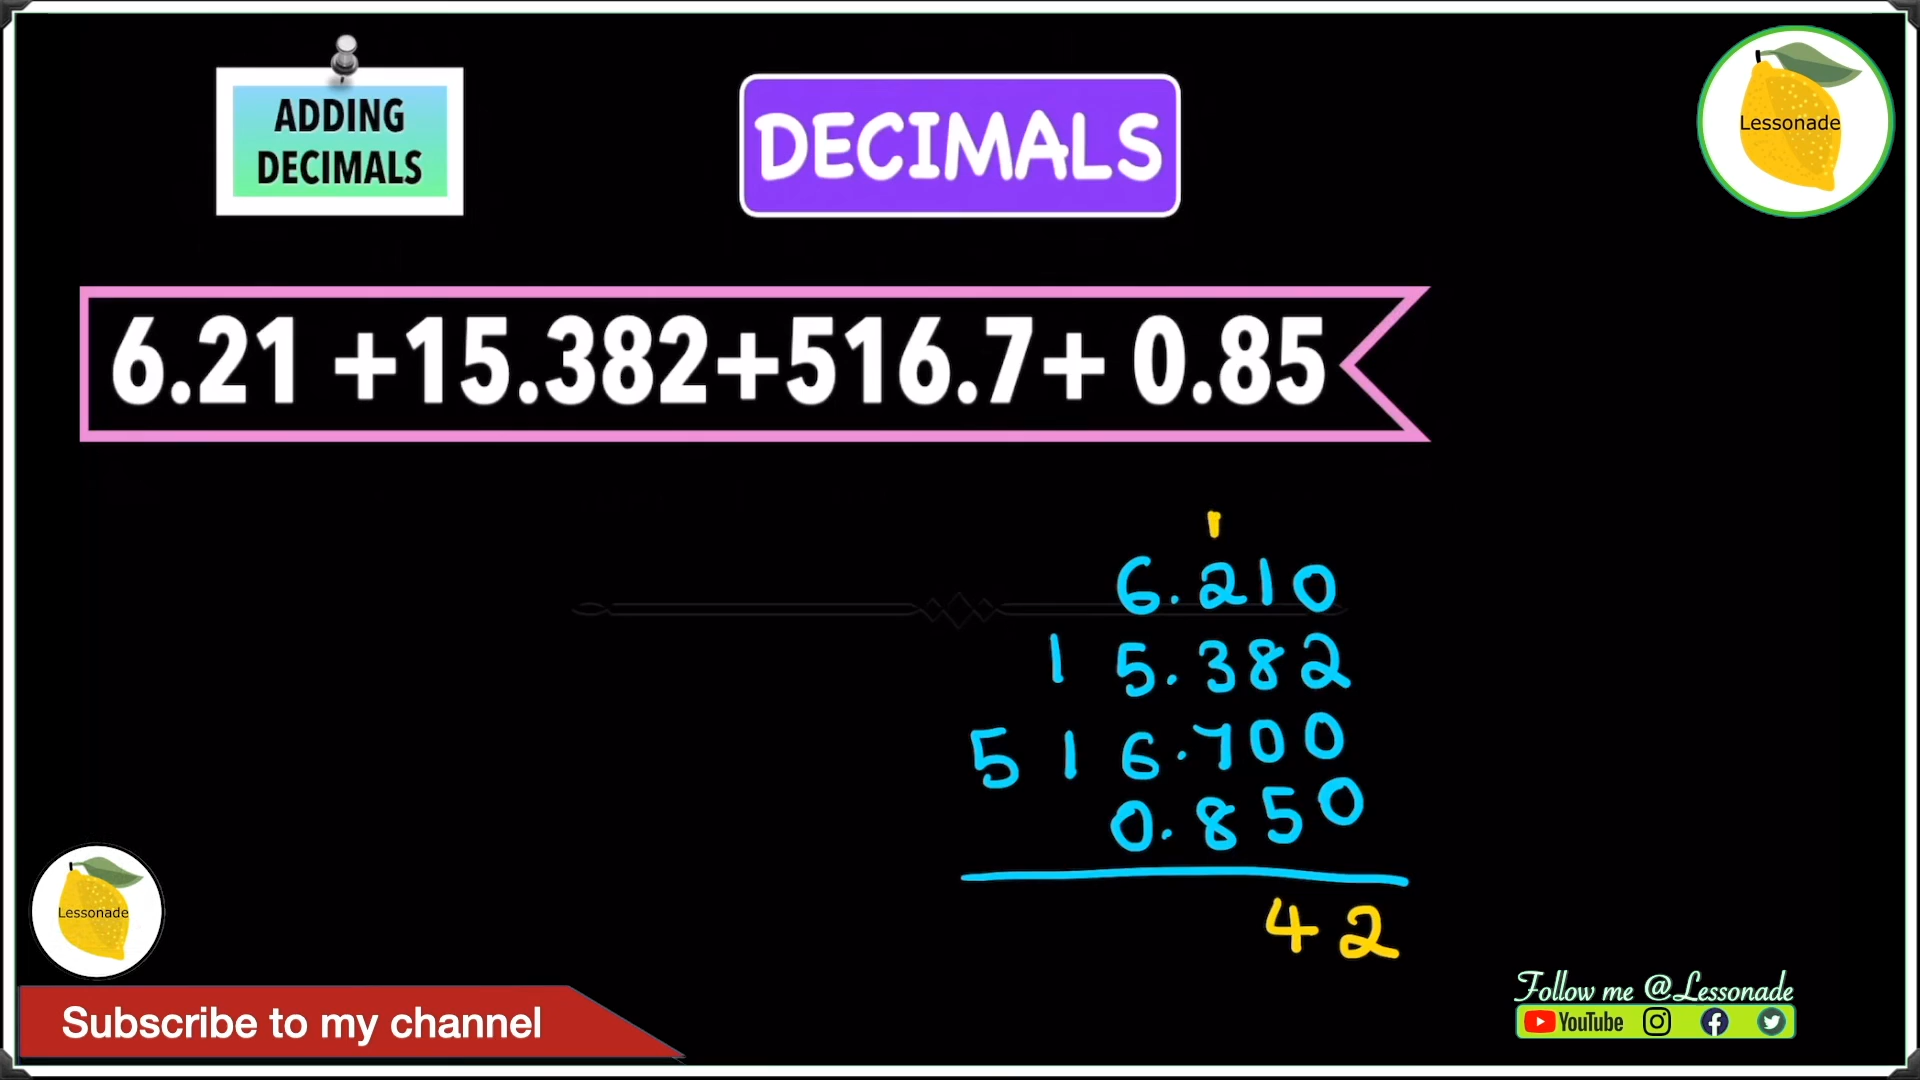 ADDING
DECIMALS
DECIMALS
Lessonade
6.21 +15.382+516.7+ 0.85
1
6.210
1 5.382
5 1 6.700
0.850
42
Lessonade
Subscribe to my channel
Follow me @Lessonade
YouTube